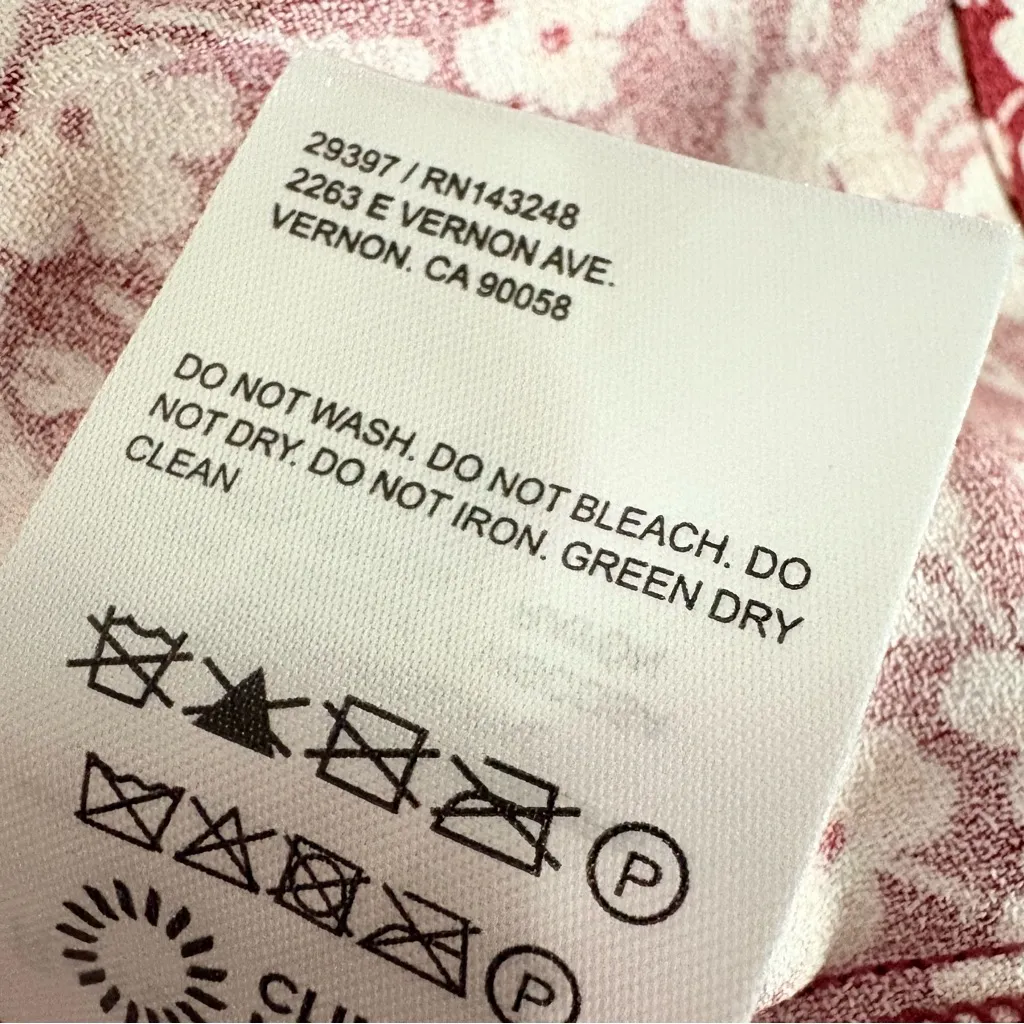 29397 / RN143248
2263 E VERNON AVE.
VERNON. CA 90058
DO NOT WASH. DO NOT BLEACH. DO
NOT DRY. DO NOT IRON. GREEN DRY
CLEAN
P
P